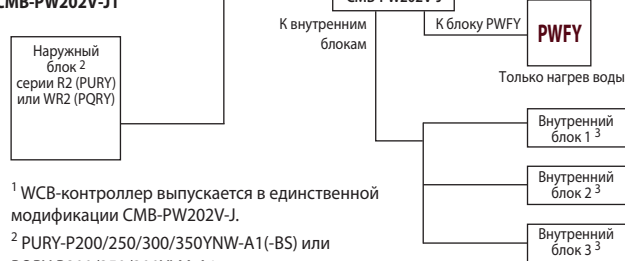 CMB-PW202V-J1
Наружный
блок 2
серии R2 (PURY)
или WR2 (PQRY)
К внутренним
блокам
К блоку PWFY
PWFY
Только нагрев воды
Внутренний
блок 1 3
Внутренний
блок 2 3
Внутренний
блок 3 3
1 WCB-контроллер выпускается в единственной
модификации CMB-PW202V-J.
2 PURY-P200/250/300/350YNW-A1(-BS) или